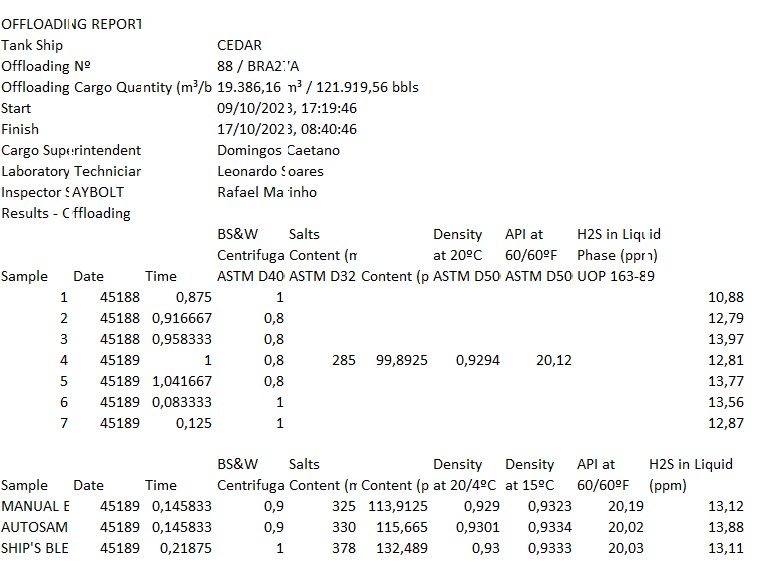 OFFLOADING REPORT
Tank Ship CEDAR
Offloading Nº 88 / BRA27A
Offloading Cargo Quantity (m³/b 19.386,16 m³ / 121.919,56 bbls
Start 09/10/2023, 17:19:46
Finish 17/10/2023, 08:40:46
Cargo Superintendent Domingos Caetano
Laboratory Technician Leonardo Soares
Inspector SAYBOLT Rafael Marinho
Results - Offloading
BS&W Salts Density API at H2S in Liquid
Centrifuga Content (m at 20ºC 60/60ºF Phase (ppm)
Sample Date Time ASTM D40 ASTM D32 Content (p ASTM D50 ASTM D50 UOP 163-89
1 45188 0,875 1 10,88
2 45188 0,916667 0,8 12,79
3 45188 0,958333 0,8 13,97
4 45189 1 0,8 285 99,8925 0,9294 20,12 12,81
5 45189 1,041667 0,8 13,77
6 45189 0,083333 1 13,56
7 45189 0,125 1 12,87
BS&W Salts Density Density API at H2S in Liquid
Sample Date Time Centrifuga Content (m Content (p at 20/4ºC at 15ºC 60/60ºF (ppm)
MANUAL B 45189 0,145833 0,9 325 113,9125 0,929 0,9323 20,19 13,12
AUTOSAM 45189 0,145833 0,9 330 115,665 0,9301 0,9334 20,02 13,88
SHIP'S BLE 45189 0,21875 1 378 132,489 0,93 0,9333 20,03 13,11